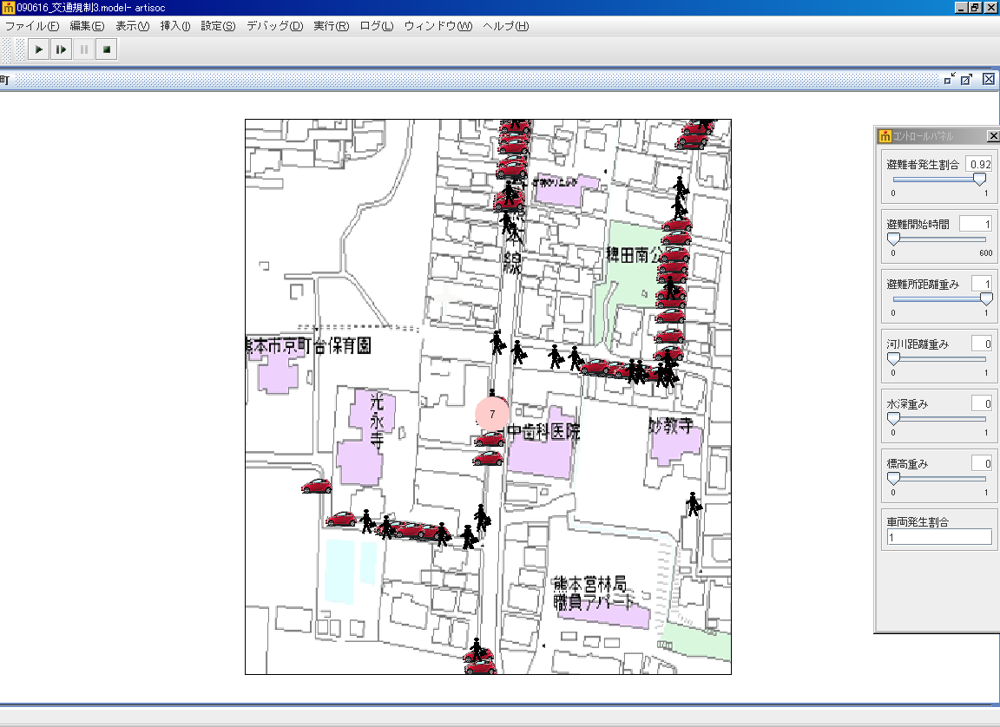 090616_交通規制3.model- artisoc
ファイル(F) 編集(E) 表示(V) 挿入(I) 設定(S) デバッグ(D) 実行(R) ログ(L) ウィンドウ(W) ヘルプ(H)
町
コントロールパネル
避難者発生割合 0.92
0 1
避難開始時間 1
0 600
避難所距離重み 1
0 1
河川距離重み 0
0 1
水深重み 0
0 1
標高重み 0
0 1
車両発生割合
1
線
稗田南公
熊本市京町台保育園
光永寺
7
中歯科医院
妙教寺
熊本営林局
職員アパート